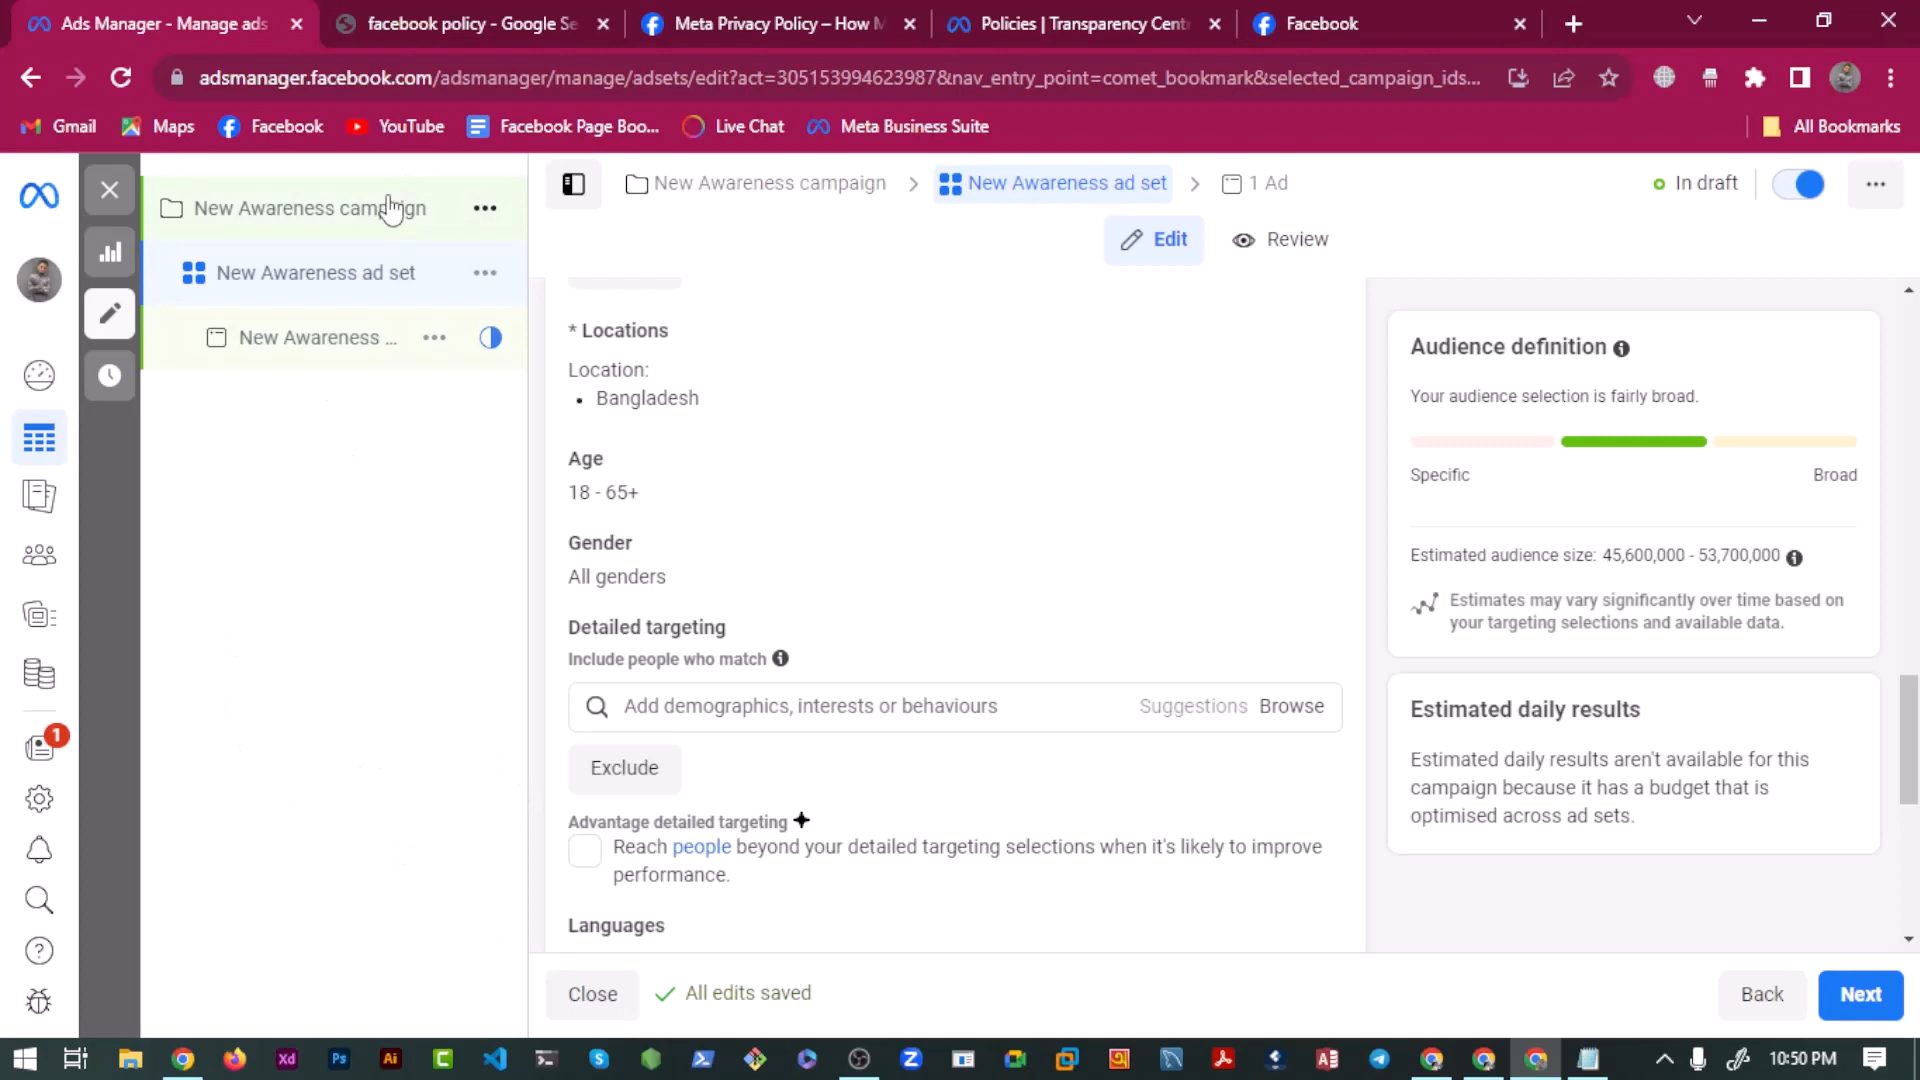 Ads Manager - Manage ads
facebook policy - Google Se
Meta Privacy Policy – How M
Policies | Transparency Cent
Facebook
adsmanager.facebook.com/adsmanager/manage/adsets/edit?act=305153994623987&nav_entry_point=comet_bookmark&selected_campaign_ids...
Gmail
Maps
Facebook
YouTube
Facebook Page Boo...
Live Chat
Meta Business Suite
All Bookmarks
New Awareness campaign
New Awareness ad set
New Awareness ...
New Awareness campaign
New Awareness ad set
1 Ad
In draft
Edit
Review
* Locations
Location:
Bangladesh
Age
18 - 65+
Gender
All genders
Detailed targeting
Include people who match
Add demographics, interests or behaviours
Suggestions
Browse
Exclude
Advantage detailed targeting
Reach people beyond your detailed targeting selections when it's likely to improve
performance.
Languages
Audience definition
Your audience selection is fairly broad.
Specific
Broad
Estimated audience size: 45,600,000 - 53,700,000
Estimates may vary significantly over time based on
your targeting selections and available data.
Estimated daily results
Estimated daily results aren't available for this
campaign because it has a budget that is
optimised across ad sets.
1
Close
All edits saved
Back
Next
Xd
Ps
Ai
10:50 PM